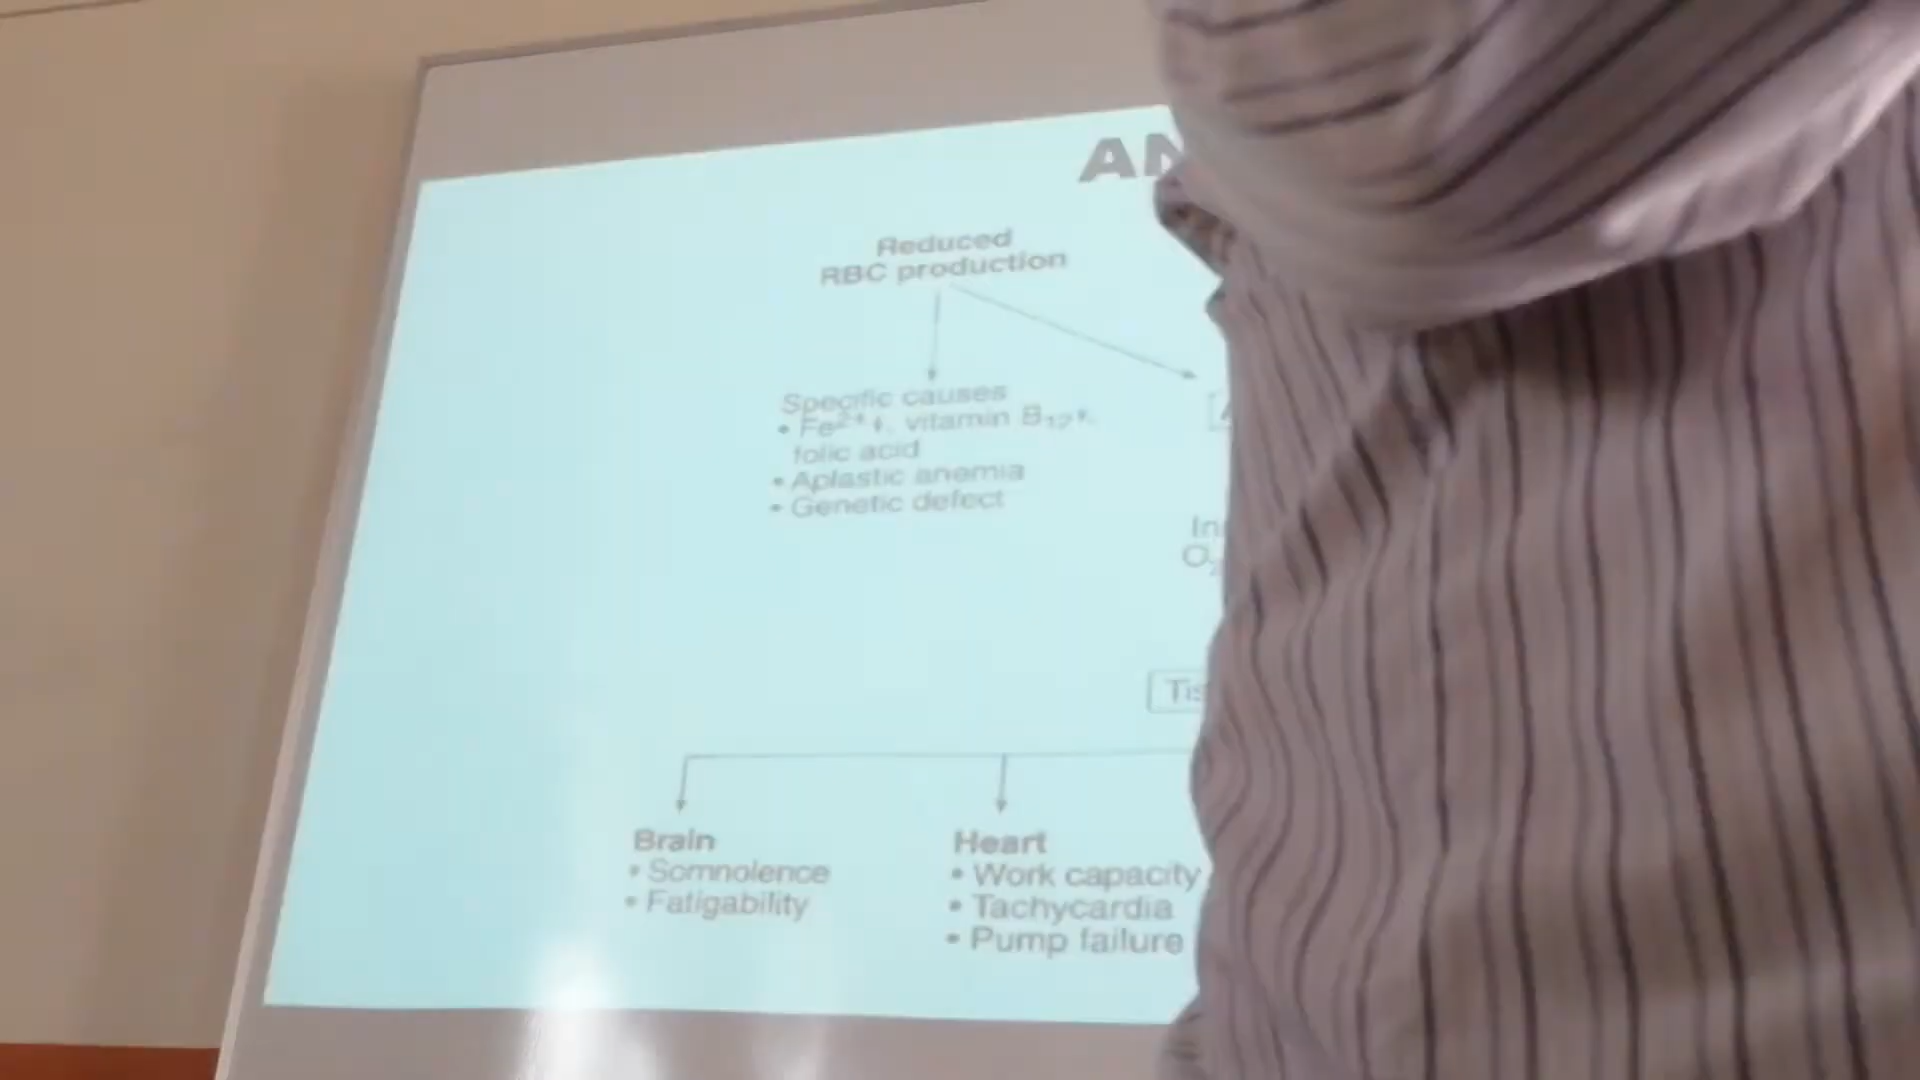 AN
Reduced
RBC production
Specific causes
• Fe²⁺↓, vitamin B₁₂↓,
folic acid
• Aplastic anemia
• Genetic defect
O₂
Brain
• Somnolence
• Fatigability
Heart
• Work capacity
• Tachycardia
• Pump failure